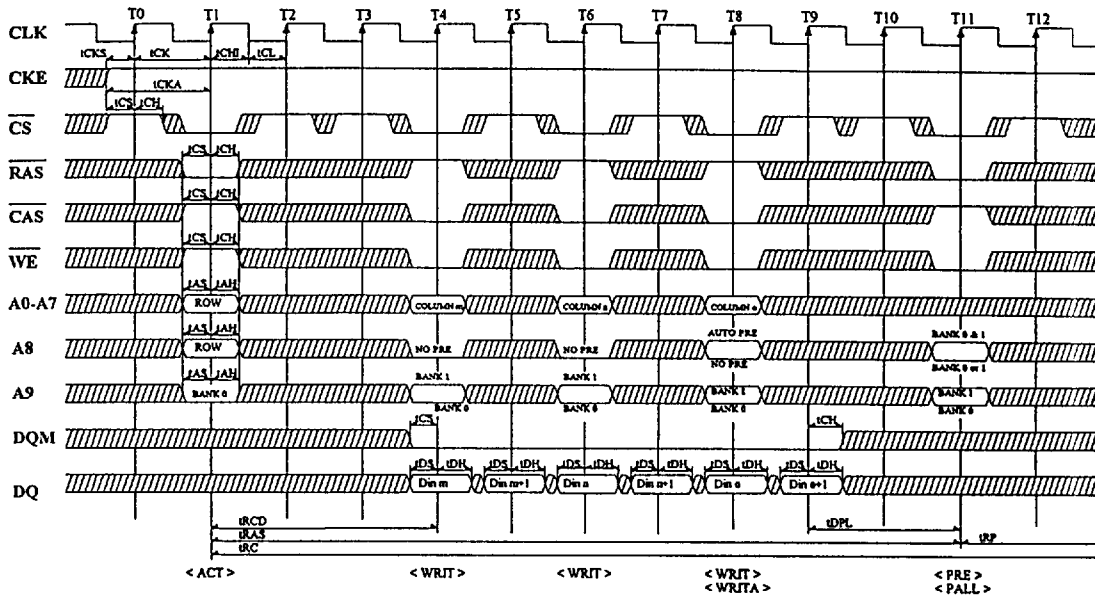 T0 T1 T2 T3 T4 T5 T6 T7 T8 T9 T10 T11 T12
CLK
tCKS tCK tCHI tCL
CKE
tCKA
tCS tCH
CS
tCS tCH
RAS
tCS tCH
CAS
tCS tCH
WE
tAS tAH
A0-A7 ROW COLUMN m COLUMN n COLUMN o
tAS tAH AUTO PRE BANK 0 & 1
A8 ROW NO PRE NO PRE NO PRE BANK 0 or 1
tAS tAH BANK 1 BANK 1
A9 BANK 0 BANK 0 BANK 0 BANK 1 BANK 0 BANK 1 BANK 0
tCS tCH
DQM
tDS tDH tDS tDH tDS tDH tDS tDH tDS tDH tDS tDH
DQ Din m Din m+1 Din n Din n+1 Din o Din o+1
tRCD tDPL
tRAS tRP
tRC
< ACT > < WRIT > < WRIT > < WRIT > < PRE >
< WRITA > < PALL >